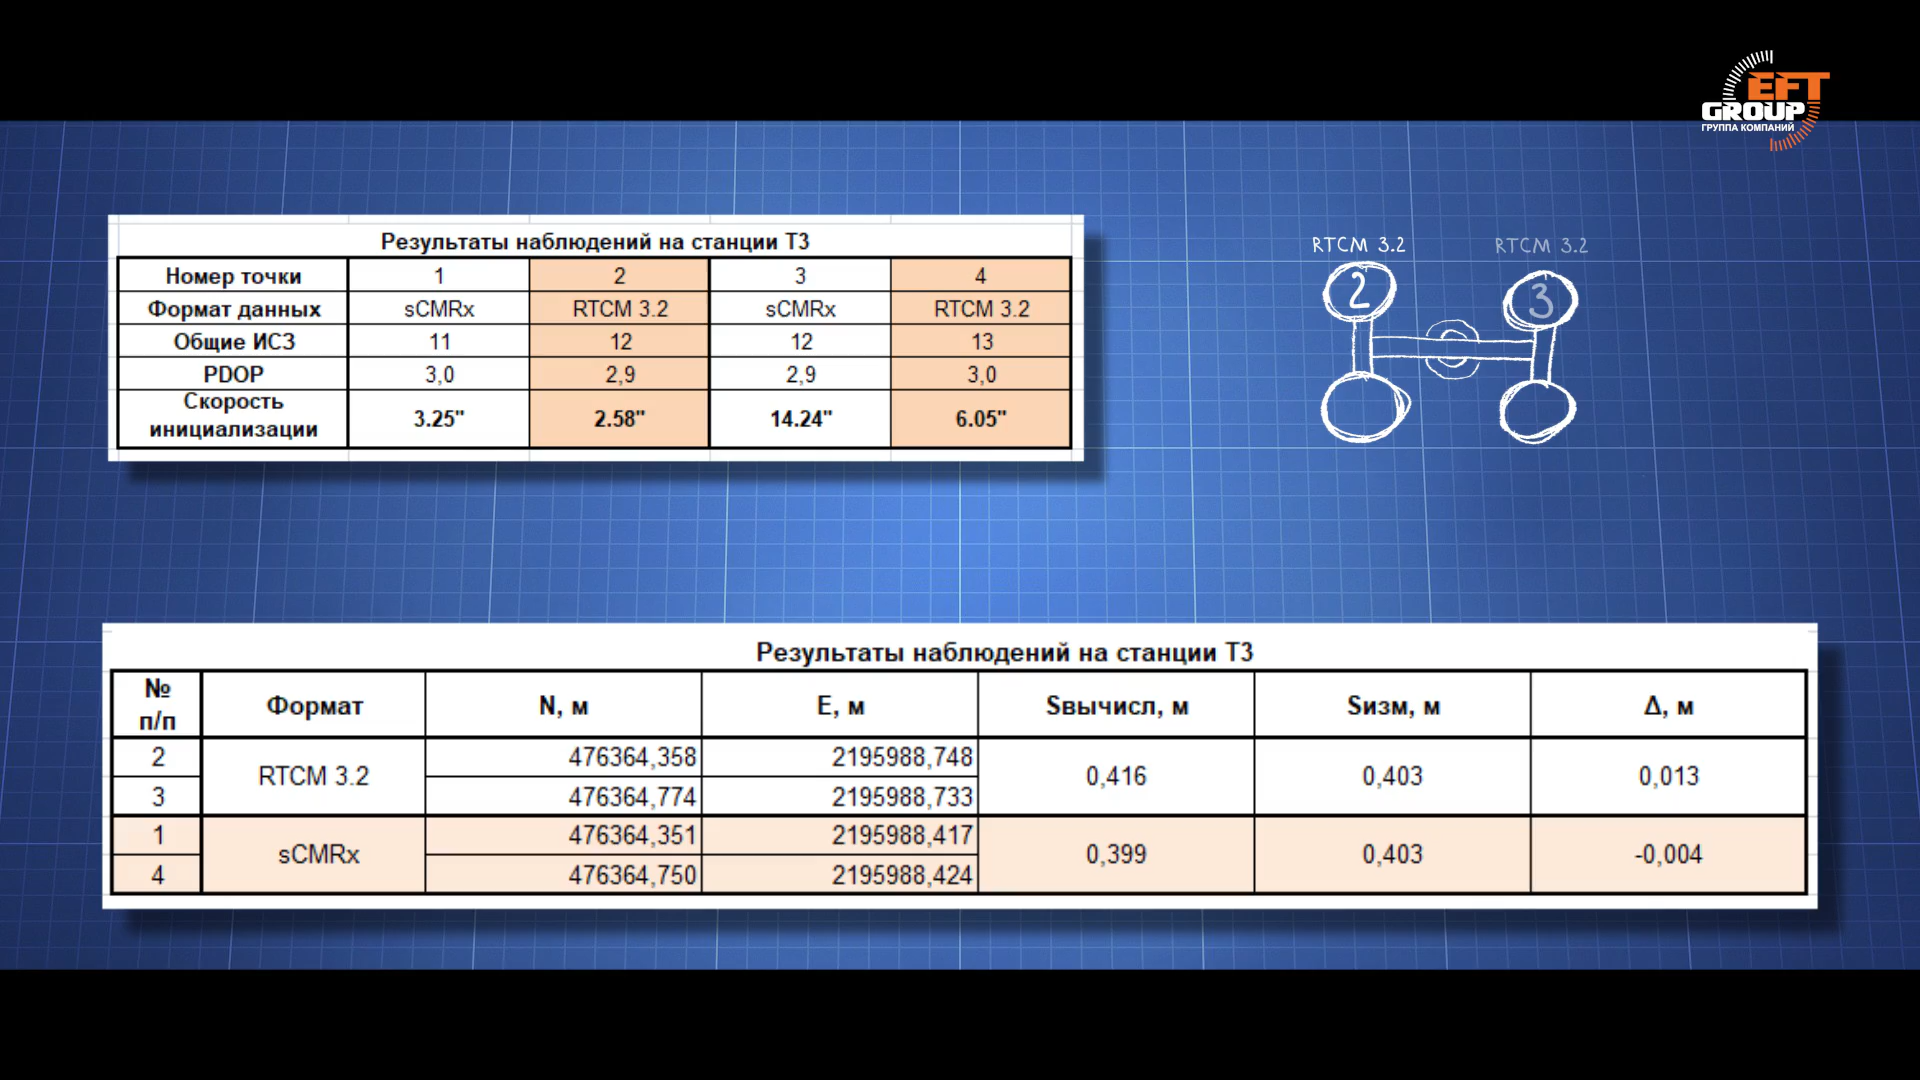 EFT
GROUP
ГРУППА КОМПАНИЙ
Результаты наблюдений на станции Т3
Номер точки 1 2 3 4
Формат данных sCMRx RTCM 3.2 sCMRx RTCM 3.2
Общие ИСЗ 11 12 12 13
PDOP 3,0 2,9 2,9 3,0
Скорость инициализации 3.25" 2.58" 14.24" 6.05"
RTCM 3.2 RTCM 3.2
2 3
Результаты наблюдений на станции Т3
№ п/п Формат N, м E, м Sвычисл, м Sизм, м Δ, м
2 RTCM 3.2 476364,358 2195988,748 0,416 0,403 0,013
3 476364,774 2195988,733
1 sCMRx 476364,351 2195988,417 0,399 0,403 -0,004
4 476364,750 2195988,424